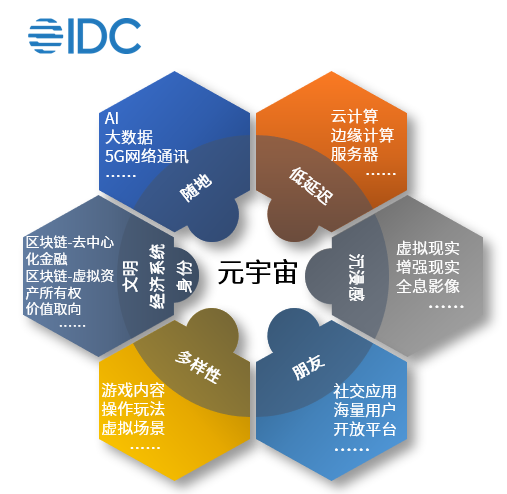 IDC
AI
大数据
5G网络通讯
......
随地
云计算
边缘计算
服务器
......
低延迟
区块链-去中心
化金融
区块链-虚拟资
产所有权
价值取向
......
文明
经济系统
身份
元宇宙
沉浸感
虚拟现实
增强现实
全息影像
......
多样性
游戏内容
操作玩法
虚拟场景
......
朋友
社交应用
海量用户
开放平台
......